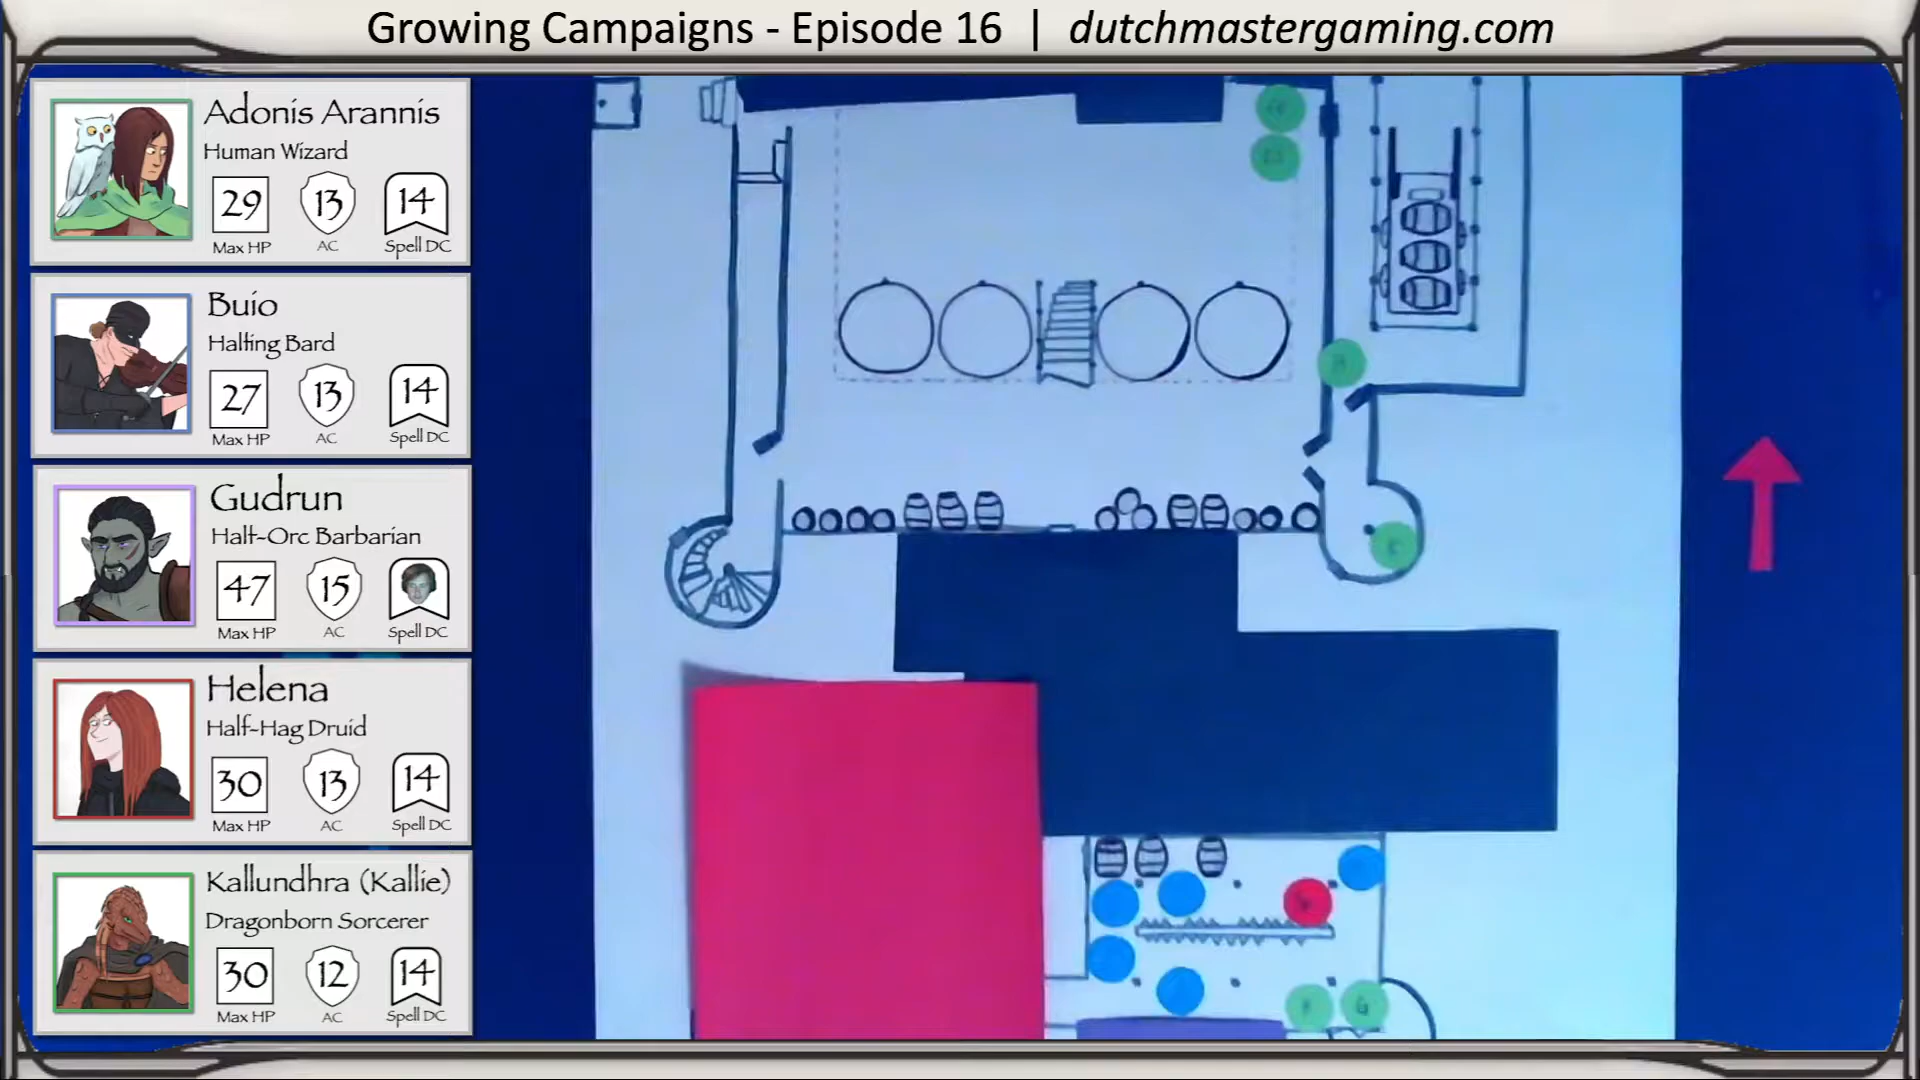 Growing Campaigns - Episode 16 | dutchmastergaming.com
Adonis Arannis
Human Wizard
29 13 14
Max HP AC Spell DC
Buio
Halfing Bard
27 13 14
Max HP AC Spell DC
Gudrun
Half-Orc Barbarian
47 15
Max HP AC Spell DC
Helena
Half-Hag Druid
30 13 14
Max HP AC Spell DC
Kallundhra (Kallie)
Dragonborn Sorcerer
30 12 14
Max HP AC Spell DC
G